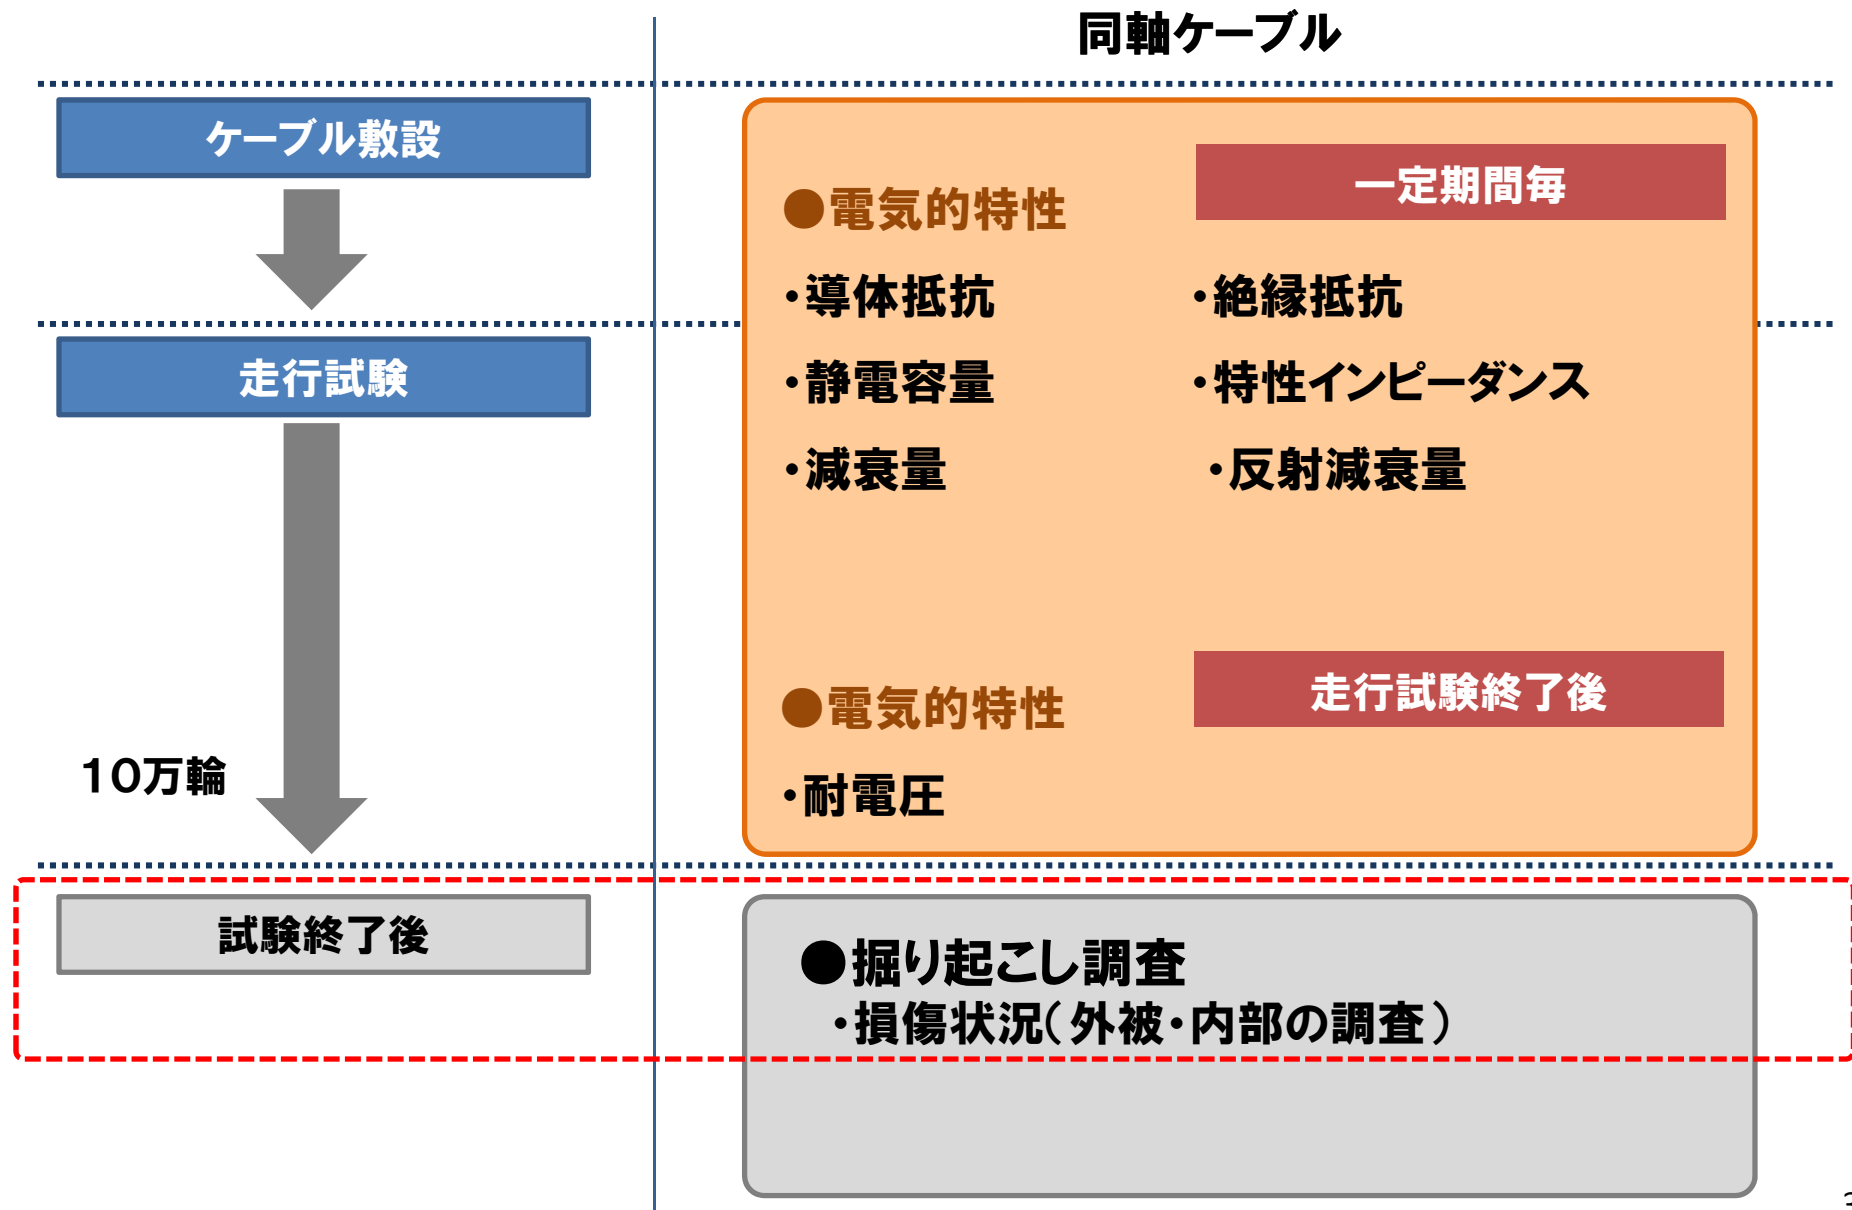 同軸ケーブル
ケーブル敷設
一定期間毎
●電気的特性
・導体抵抗
・絶縁抵抗
走行試験
・静電容量
・特性インピーダンス
・減衰量
・反射減衰量
走行試験終了後
●電気的特性
10万輪
・耐電圧
試験終了後
●掘り起こし調査
・損傷状況（外被・内部の調査）